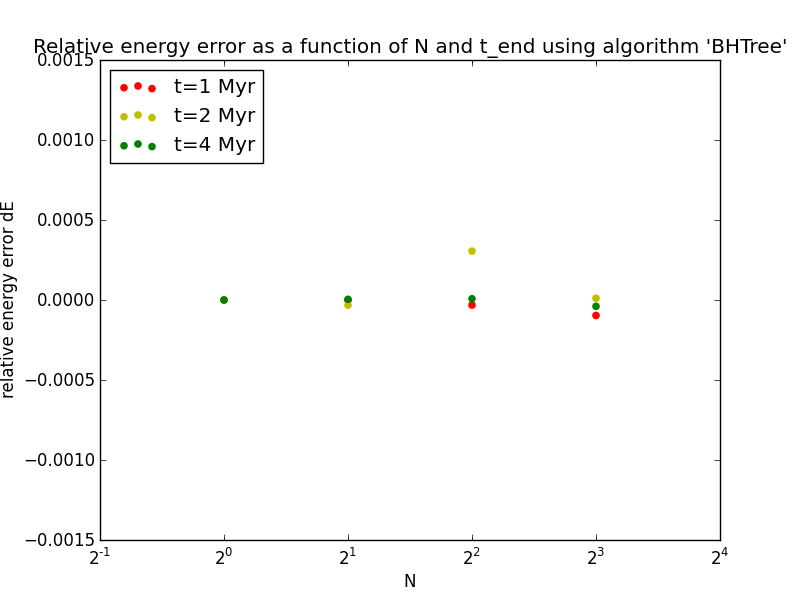 Relative energy error as a function of N and t_end using algorithm 'BHTree'
t=1 Myr
t=2 Myr
t=4 Myr
relative energy error dE
0.0015
0.0010
0.0005
0.0000
−0.0005
−0.0010
−0.0015
2^-1 2^0 2^1 2^2 2^3 2^4
N